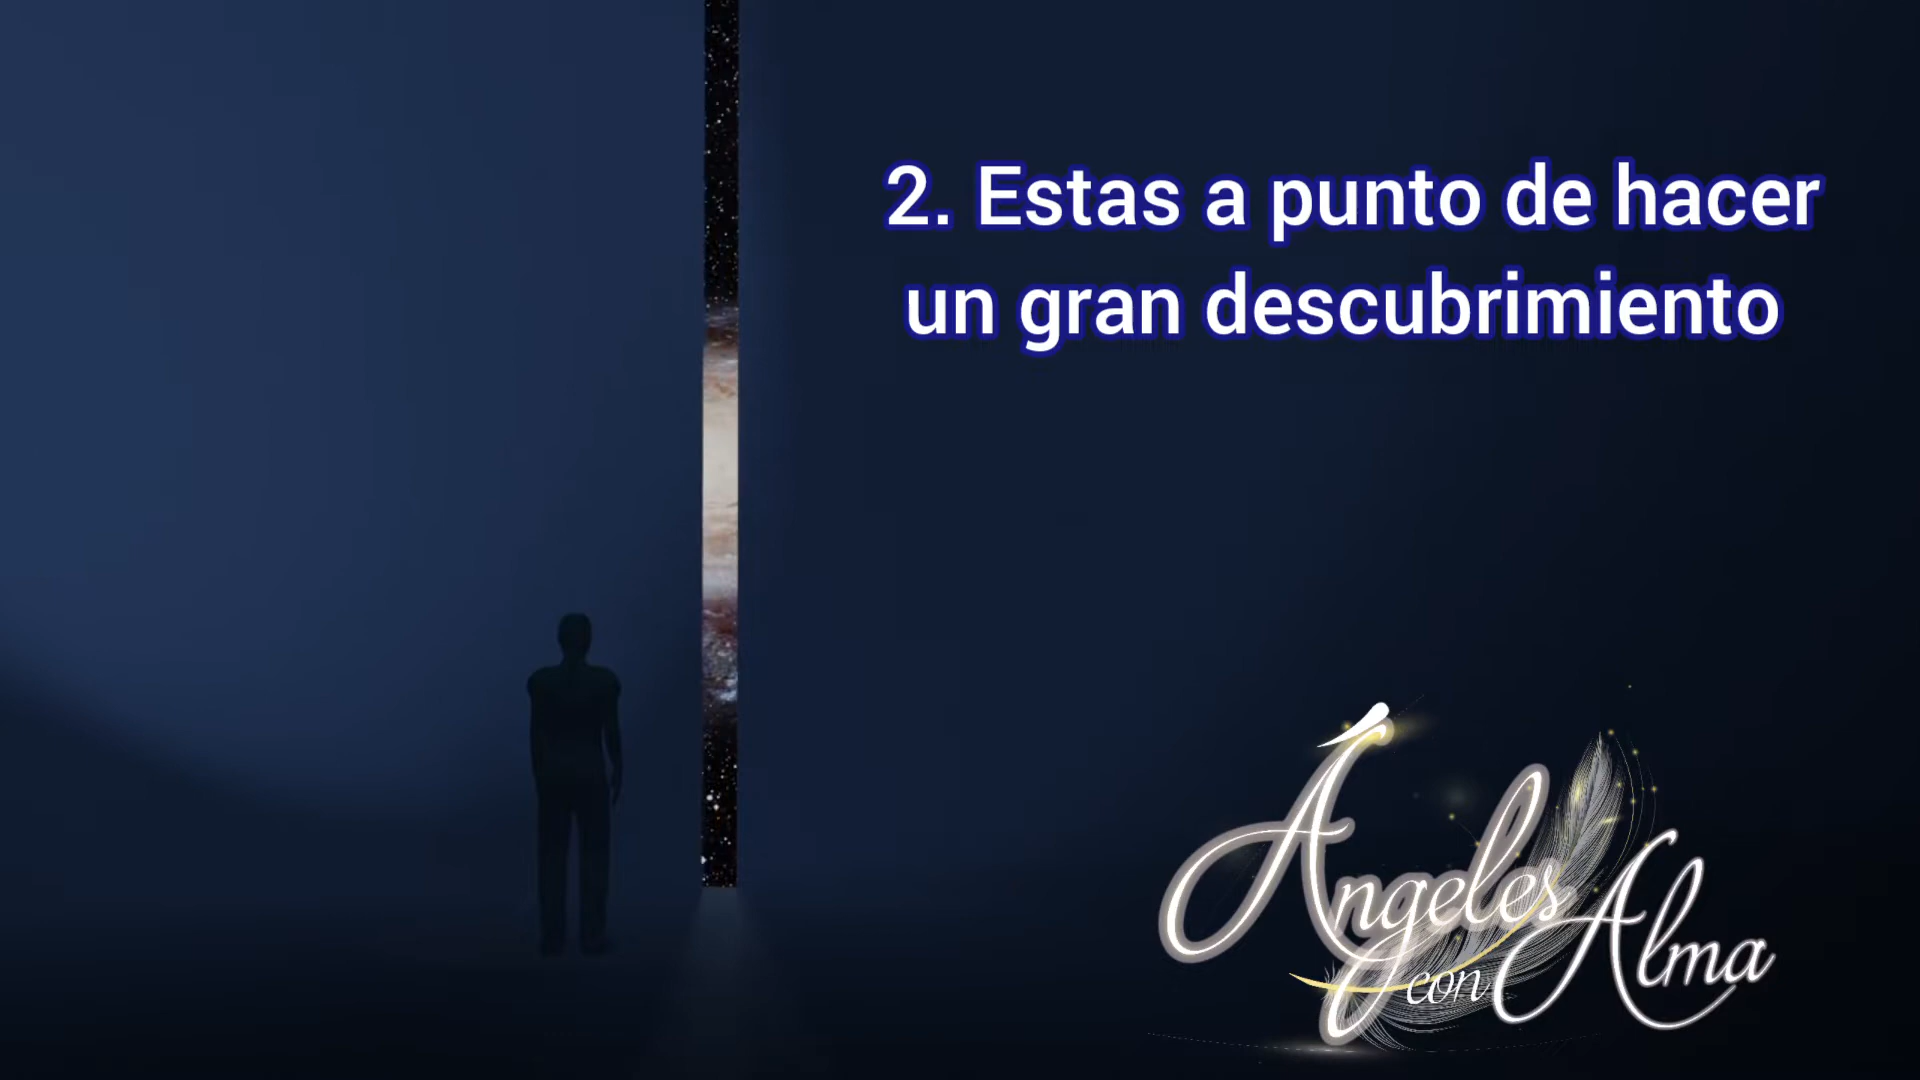 2. Estas a punto de hacer
un gran descubrimiento
Ángeles
con Alma